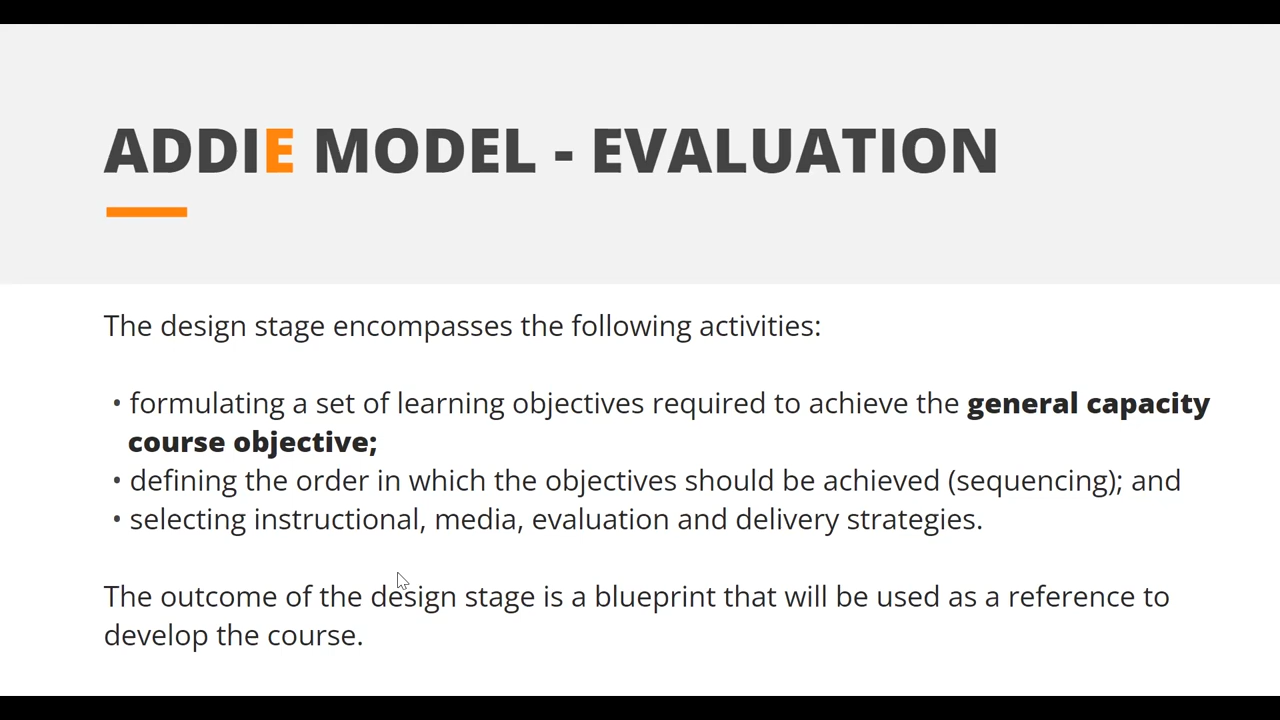 ADDIE MODEL - EVALUATION
The design stage encompasses the following activities:
• formulating a set of learning objectives required to achieve the general capacity
course objective;
• defining the order in which the objectives should be achieved (sequencing); and
• selecting instructional, media, evaluation and delivery strategies.
The outcome of the design stage is a blueprint that will be used as a reference to
develop the course.